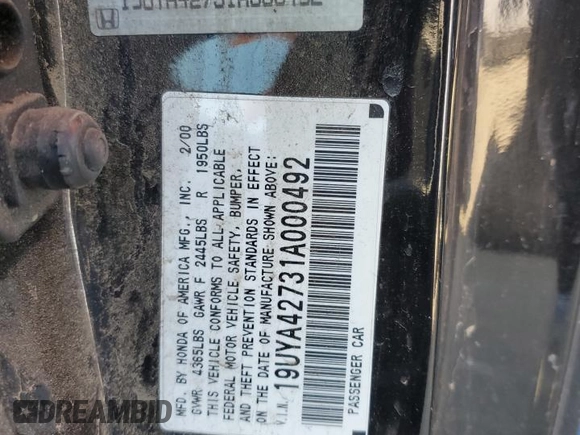 MFD. BY HONDA OF AMERICA MFG., INC. 2/00
GVWR 4365LBS GAWR F 2445LBS R 1950LBS
THIS VEHICLE CONFORMS TO ALL APPLICABLE
FEDERAL MOTOR VEHICLE SAFETY, BUMPER,
AND THEFT PREVENTION STANDARDS IN EFFECT
ON THE DATE OF MANUFACTURE SHOWN ABOVE:
V.I.N. 19UYA42731A000492
PASSENGER CAR
DREAMBID